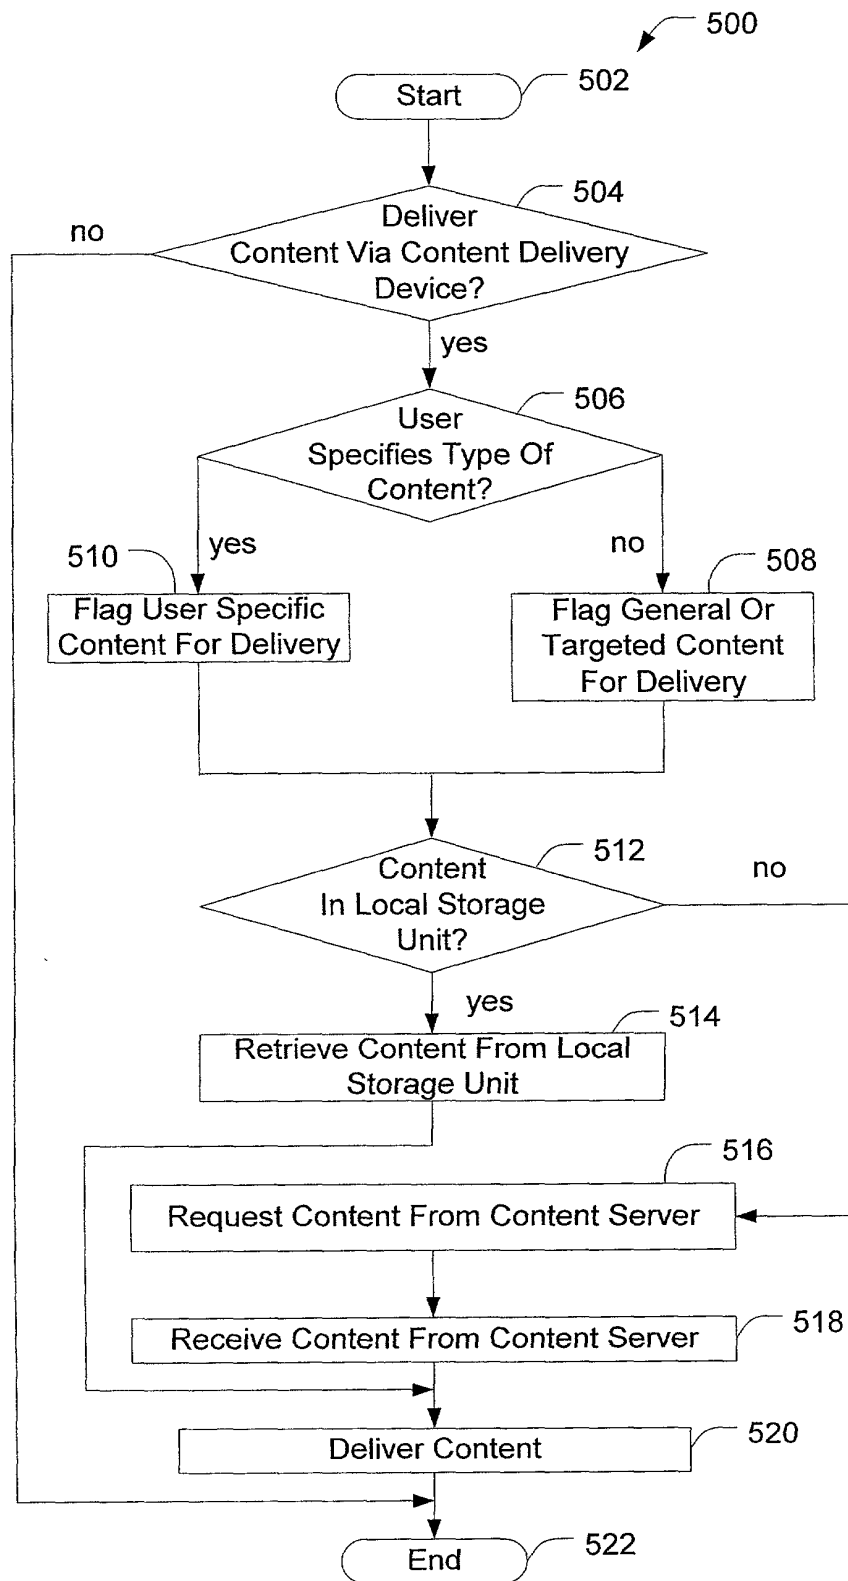 500
Start
502
504
no
Deliver
Content Via Content Delivery
Device?
yes
506
User
Specifies Type Of
Content?
yes
no
510
508
Flag User Specific
Content For Delivery
Flag General Or
Targeted Content
For Delivery
512
no
Content
In Local Storage
Unit?
yes
514
Retrieve Content From Local
Storage Unit
516
Request Content From Content Server
Receive Content From Content Server
518
Deliver Content
520
End
522